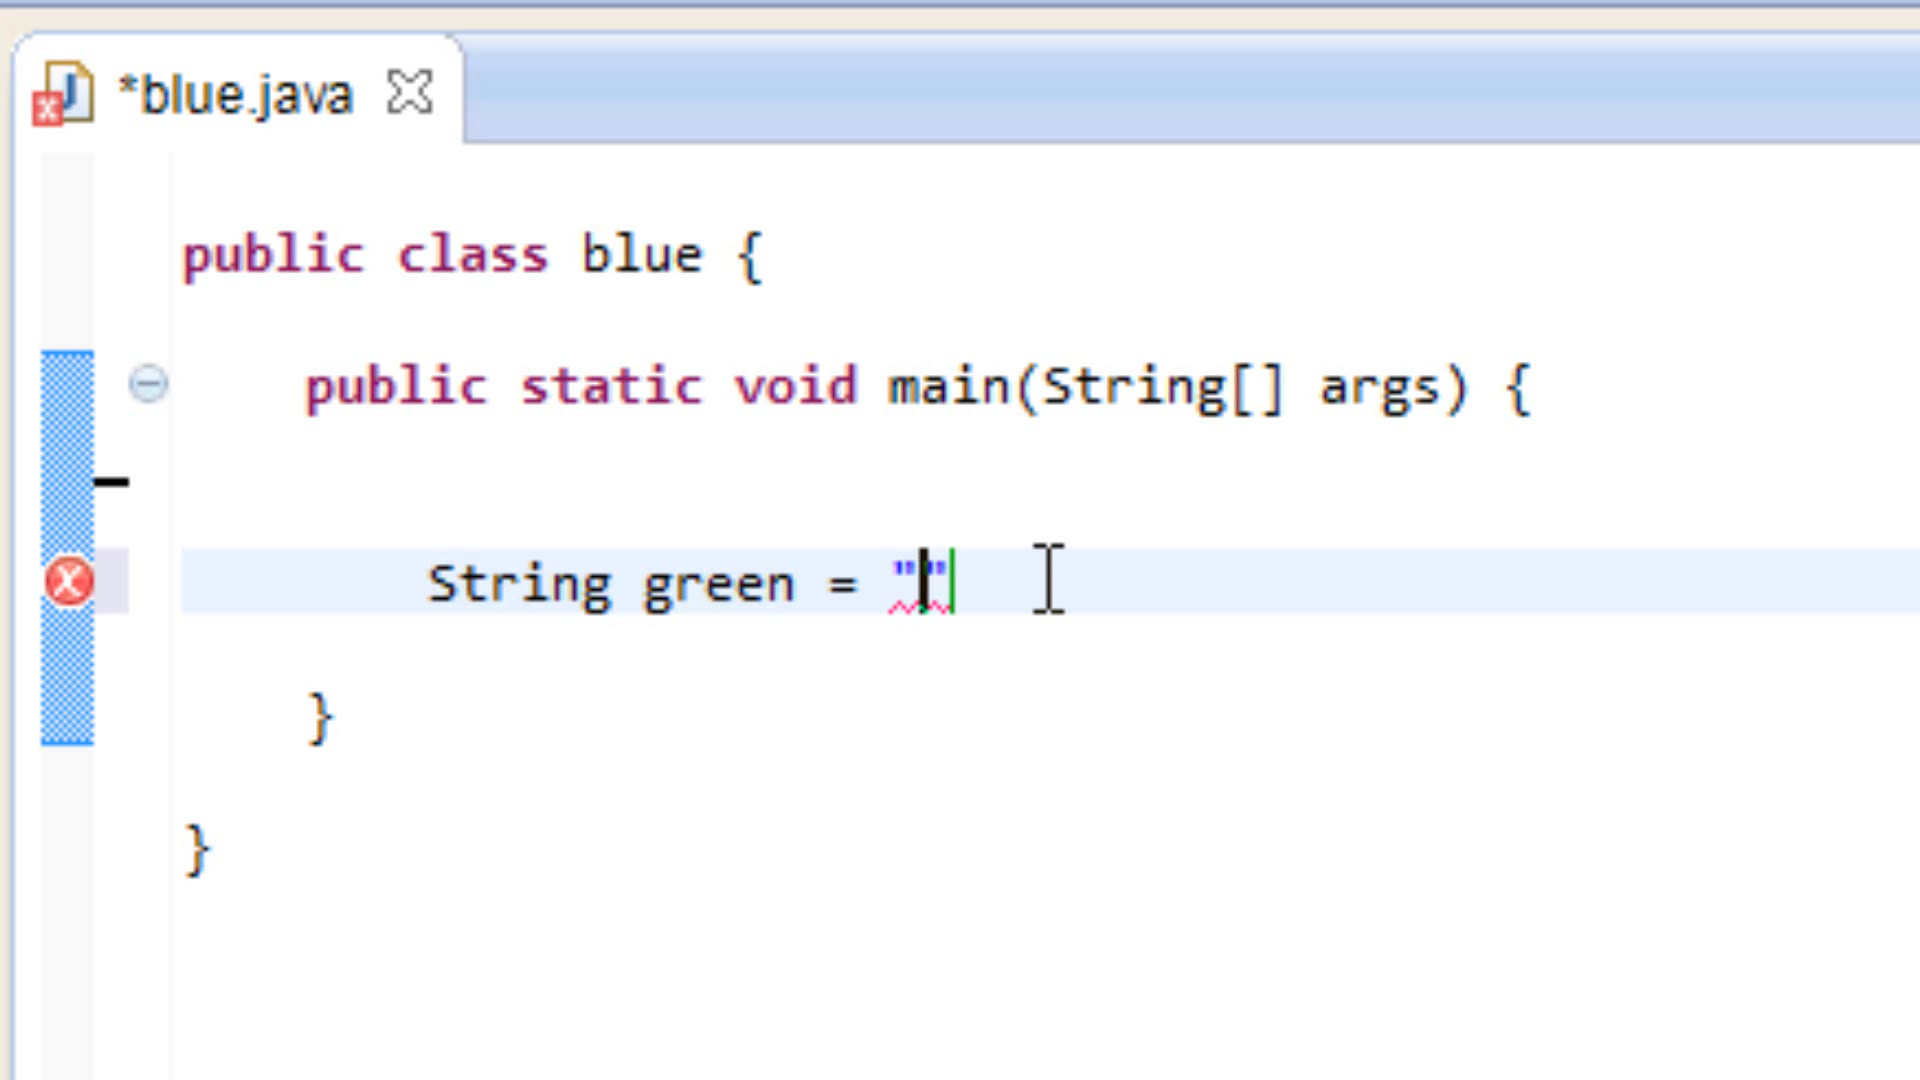 *blue.java
public class blue {
public static void main(String[] args) {
String green = ""
}
}